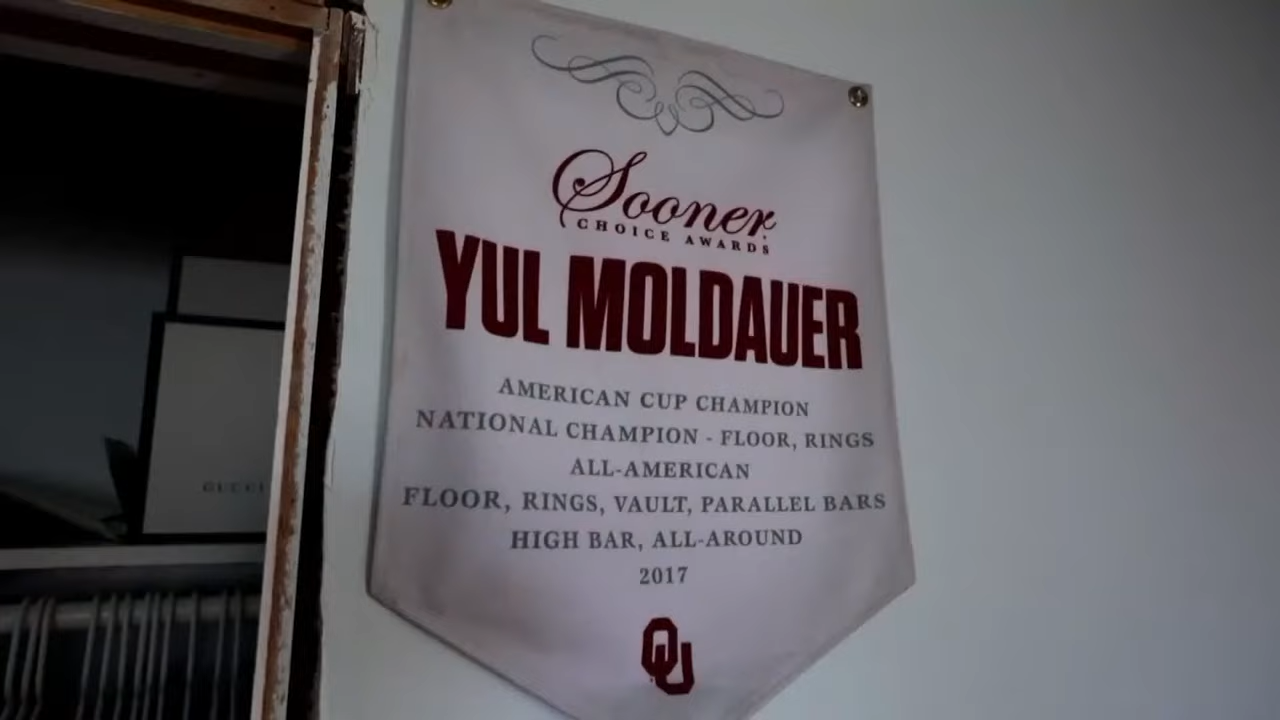 Sooner
CHOICE AWARDS
YUL MOLDAUER
AMERICAN CUP CHAMPION
NATIONAL CHAMPION - FLOOR, RINGS
ALL-AMERICAN
FLOOR, RINGS, VAULT, PARALLEL BARS
HIGH BAR, ALL-AROUND
2017
OU
GUCCI